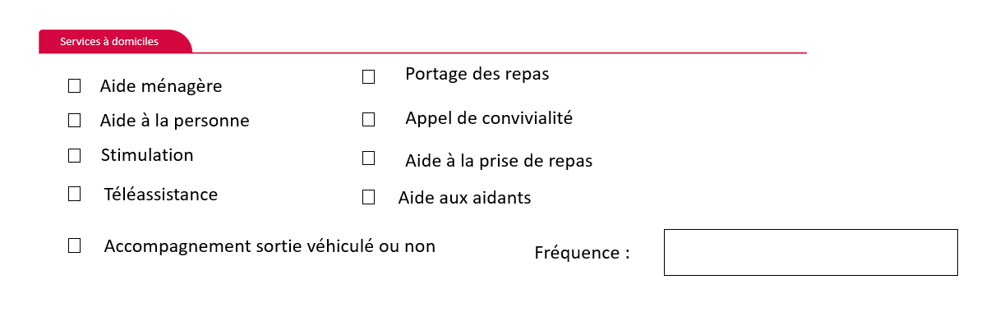 Services à domiciles
Aide ménagère
Portage des repas
Aide à la personne
Appel de convivialité
Stimulation
Aide à la prise de repas
Téléassistance
Aide aux aidants
Accompagnement sortie véhiculé ou non
Fréquence :